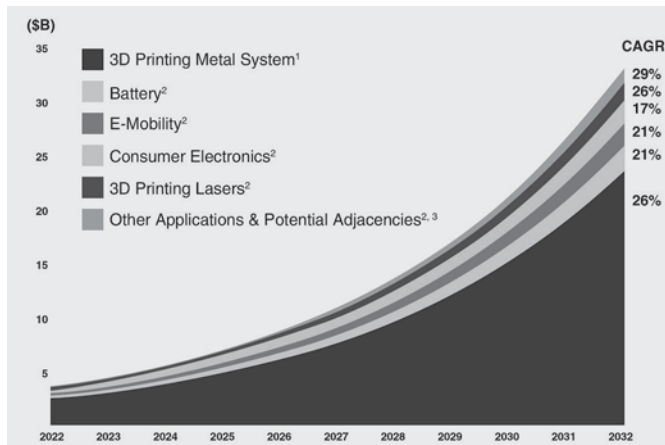 ($B)
CAGR
35
30
25
20
15
10
5
3D Printing Metal System¹
Battery²
E-Mobility²
Consumer Electronics²
3D Printing Lasers²
Other Applications & Potential Adjacencies²,³
29%
26%
17%
21%
21%
26%
2022 2023 2024 2025 2026 2027 2028 2029 2030 2031 2032